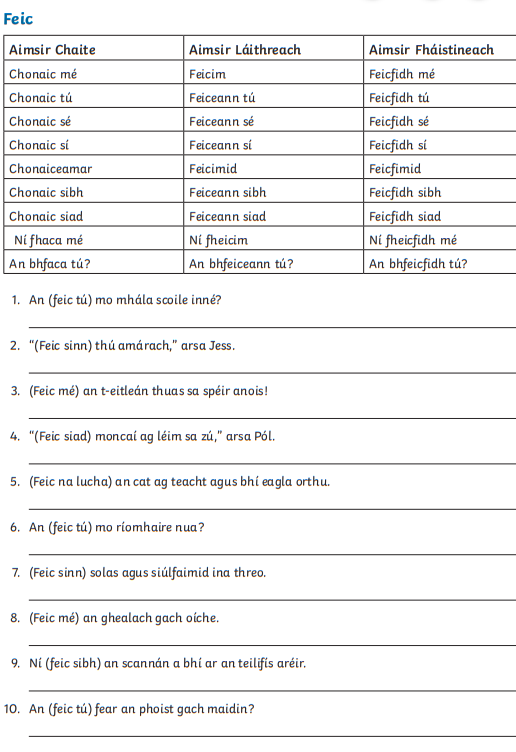 Feic
Aimsir Chaite Aimsir Láithreach Aimsir Fháistineach
Chonaic mé Feicim Feicfidh mé
Chonaic tú Feiceann tú Feicfidh tú
Chonaic sé Feiceann sé Feicfidh sé
Chonaic sí Feiceann sí Feicfidh sí
Chonaiceamar Feicimid Feicfimid
Chonaic sibh Feiceann sibh Feicfidh sibh
Chonaic siad Feiceann siad Feicfidh siad
Ní fhaca mé Ní fheicim Ní fheicfidh mé
An bhfaca tú? An bhfeiceann tú? An bhfeicfidh tú?
1. An (feic tú) mo mhála scoile inné?
2. "(Feic sinn) thú amárach," arsa Jess.
3. (Feic mé) an t-eitleán thuas sa spéir anois!
4. "(Feic siad) moncaí ag léim sa zú," arsa Pól.
5. (Feic na lucha) an cat ag teacht agus bhí eagla orthu.
6. An (feic tú) mo ríomhaire nua?
7. (Feic sinn) solas agus siúlfaimid ina threo.
8. (Feic mé) an ghealach gach oíche.
9. Ní (feic sibh) an scannán a bhí ar an teilifís aréir.
10. An (feic tú) fear an phoist gach maidin?